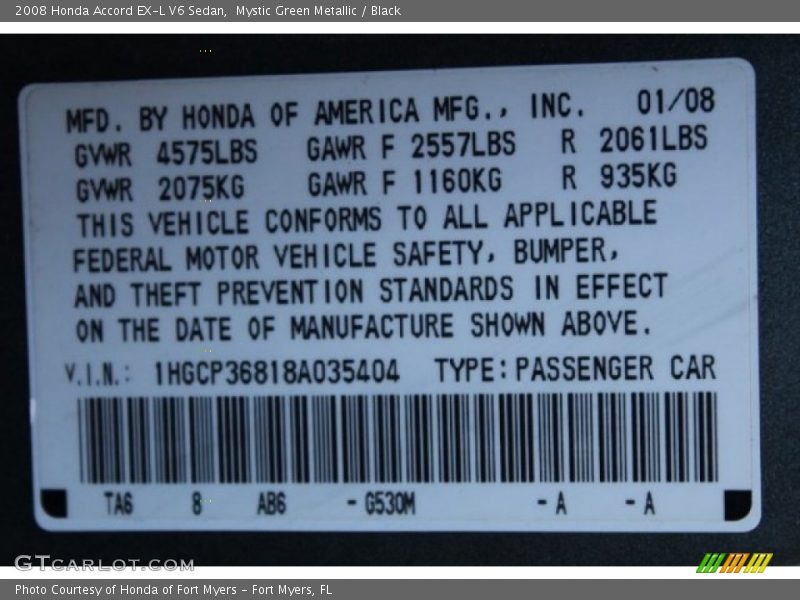 2008 Honda Accord EX-L V6 Sedan,  Mystic Green Metallic / Black
MFD. BY HONDA OF AMERICA MFG., INC. 01/08
GVWR 4575LBS GAWR F 2557LBS R 2061LBS
GVWR 2075KG GAWR F 1160KG R 935KG
THIS VEHICLE CONFORMS TO ALL APPLICABLE
FEDERAL MOTOR VEHICLE SAFETY, BUMPER,
AND THEFT PREVENTION STANDARDS IN EFFECT
ON THE DATE OF MANUFACTURE SHOWN ABOVE.
V.I.N.: 1HGCP36818A035404 TYPE: PASSENGER CAR
TA6 8 AB6 - G530M - A - A
GTCARLOT.COM
Photo Courtesy of Honda of Fort Myers - Fort Myers, FL